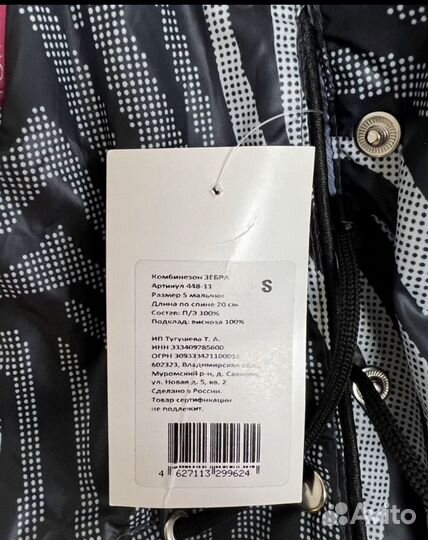 Комбинезон ЗЕБРА
Артикул 448-11
Размер S мальчик
S
Длина по спине 20 см
Состав: П/Э 100%
Подклад: вискоза 100%
ИП Тугушева Т. А.
ИНН 333409785600
ОГРН 309333421100018
602323, Владимирская обл.
Муромский р-н, д. Савково,
ул. Новая д. 5, кв. 2
Сделано в России.
Товар сертификации
не подлежит.
4 627113 299624
Avito